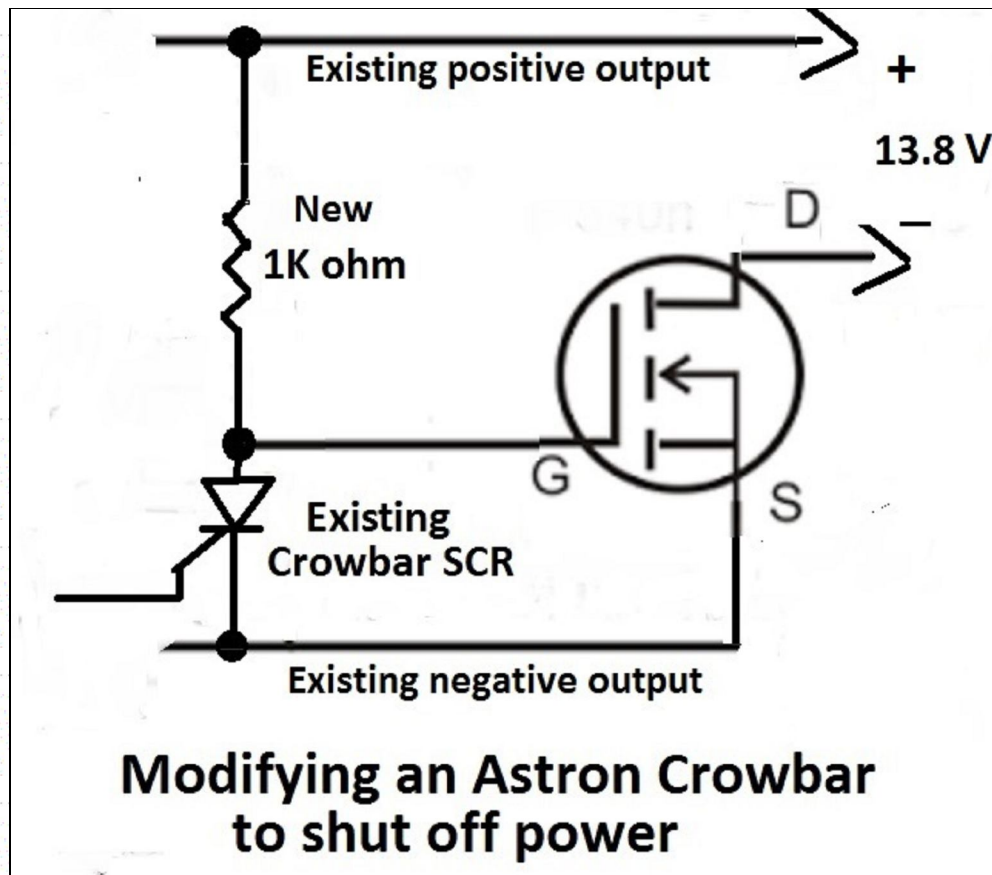 Existing positive output
+
13.8 V
New
1K ohm
D
−
G
S
Existing
Crowbar SCR
Existing negative output
Modifying an Astron Crowbar
to shut off power